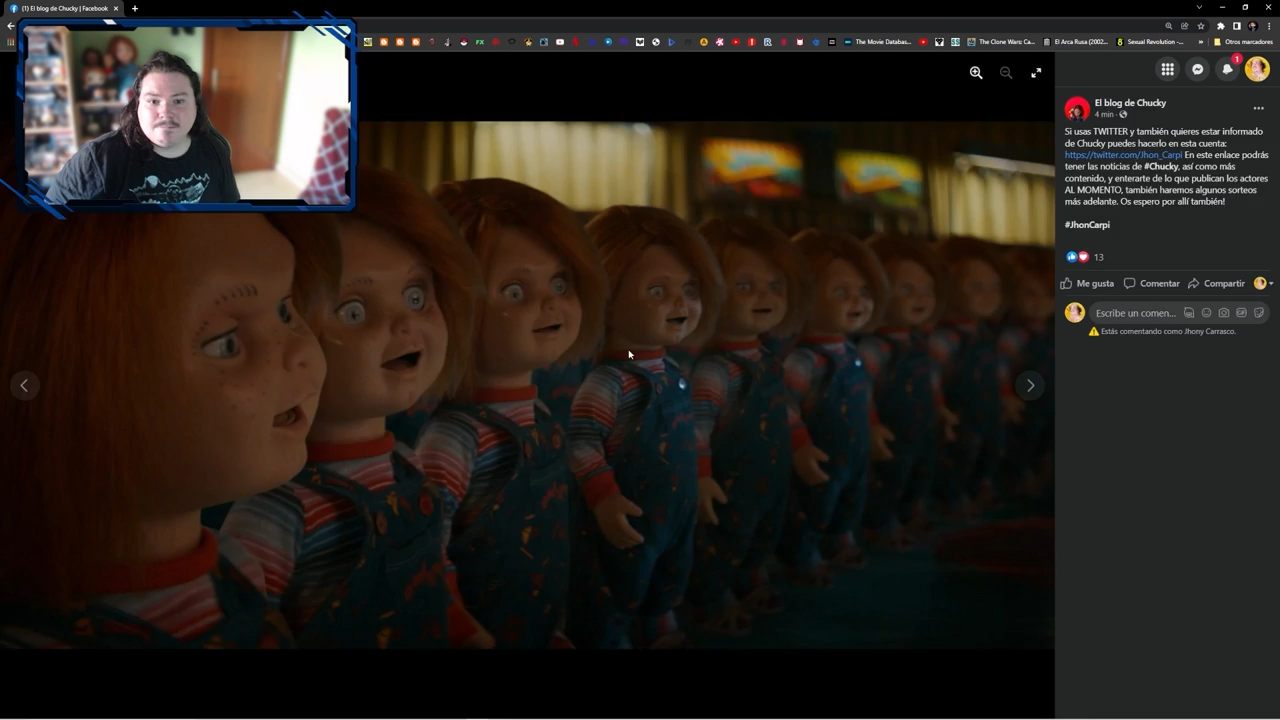 (1) El blog de Chucky | Facebook
FX
The Movie Databas...
The Clone Wars: Ca...
El Arca Rusa (2002...
Sexual Revolution -...
»
Otros marcadores
1
El blog de Chucky
4 min ·
Si usas TWITTER y también quieres estar informado
de Chucky puedes hacerlo en esta cuenta:
https://twitter.com/Jhon_Carpi En este enlace podrás
tener las noticias de #Chucky, así como más
contenido, y enterarte de lo que publican los actores
AL MOMENTO, también haremos algunos sorteos
más adelante. Os espero por allí también!
#JhonCarpi
13
Me gusta Comentar Compartir
Escribe un comen...
Estás comentando como Jhony Carrasco.